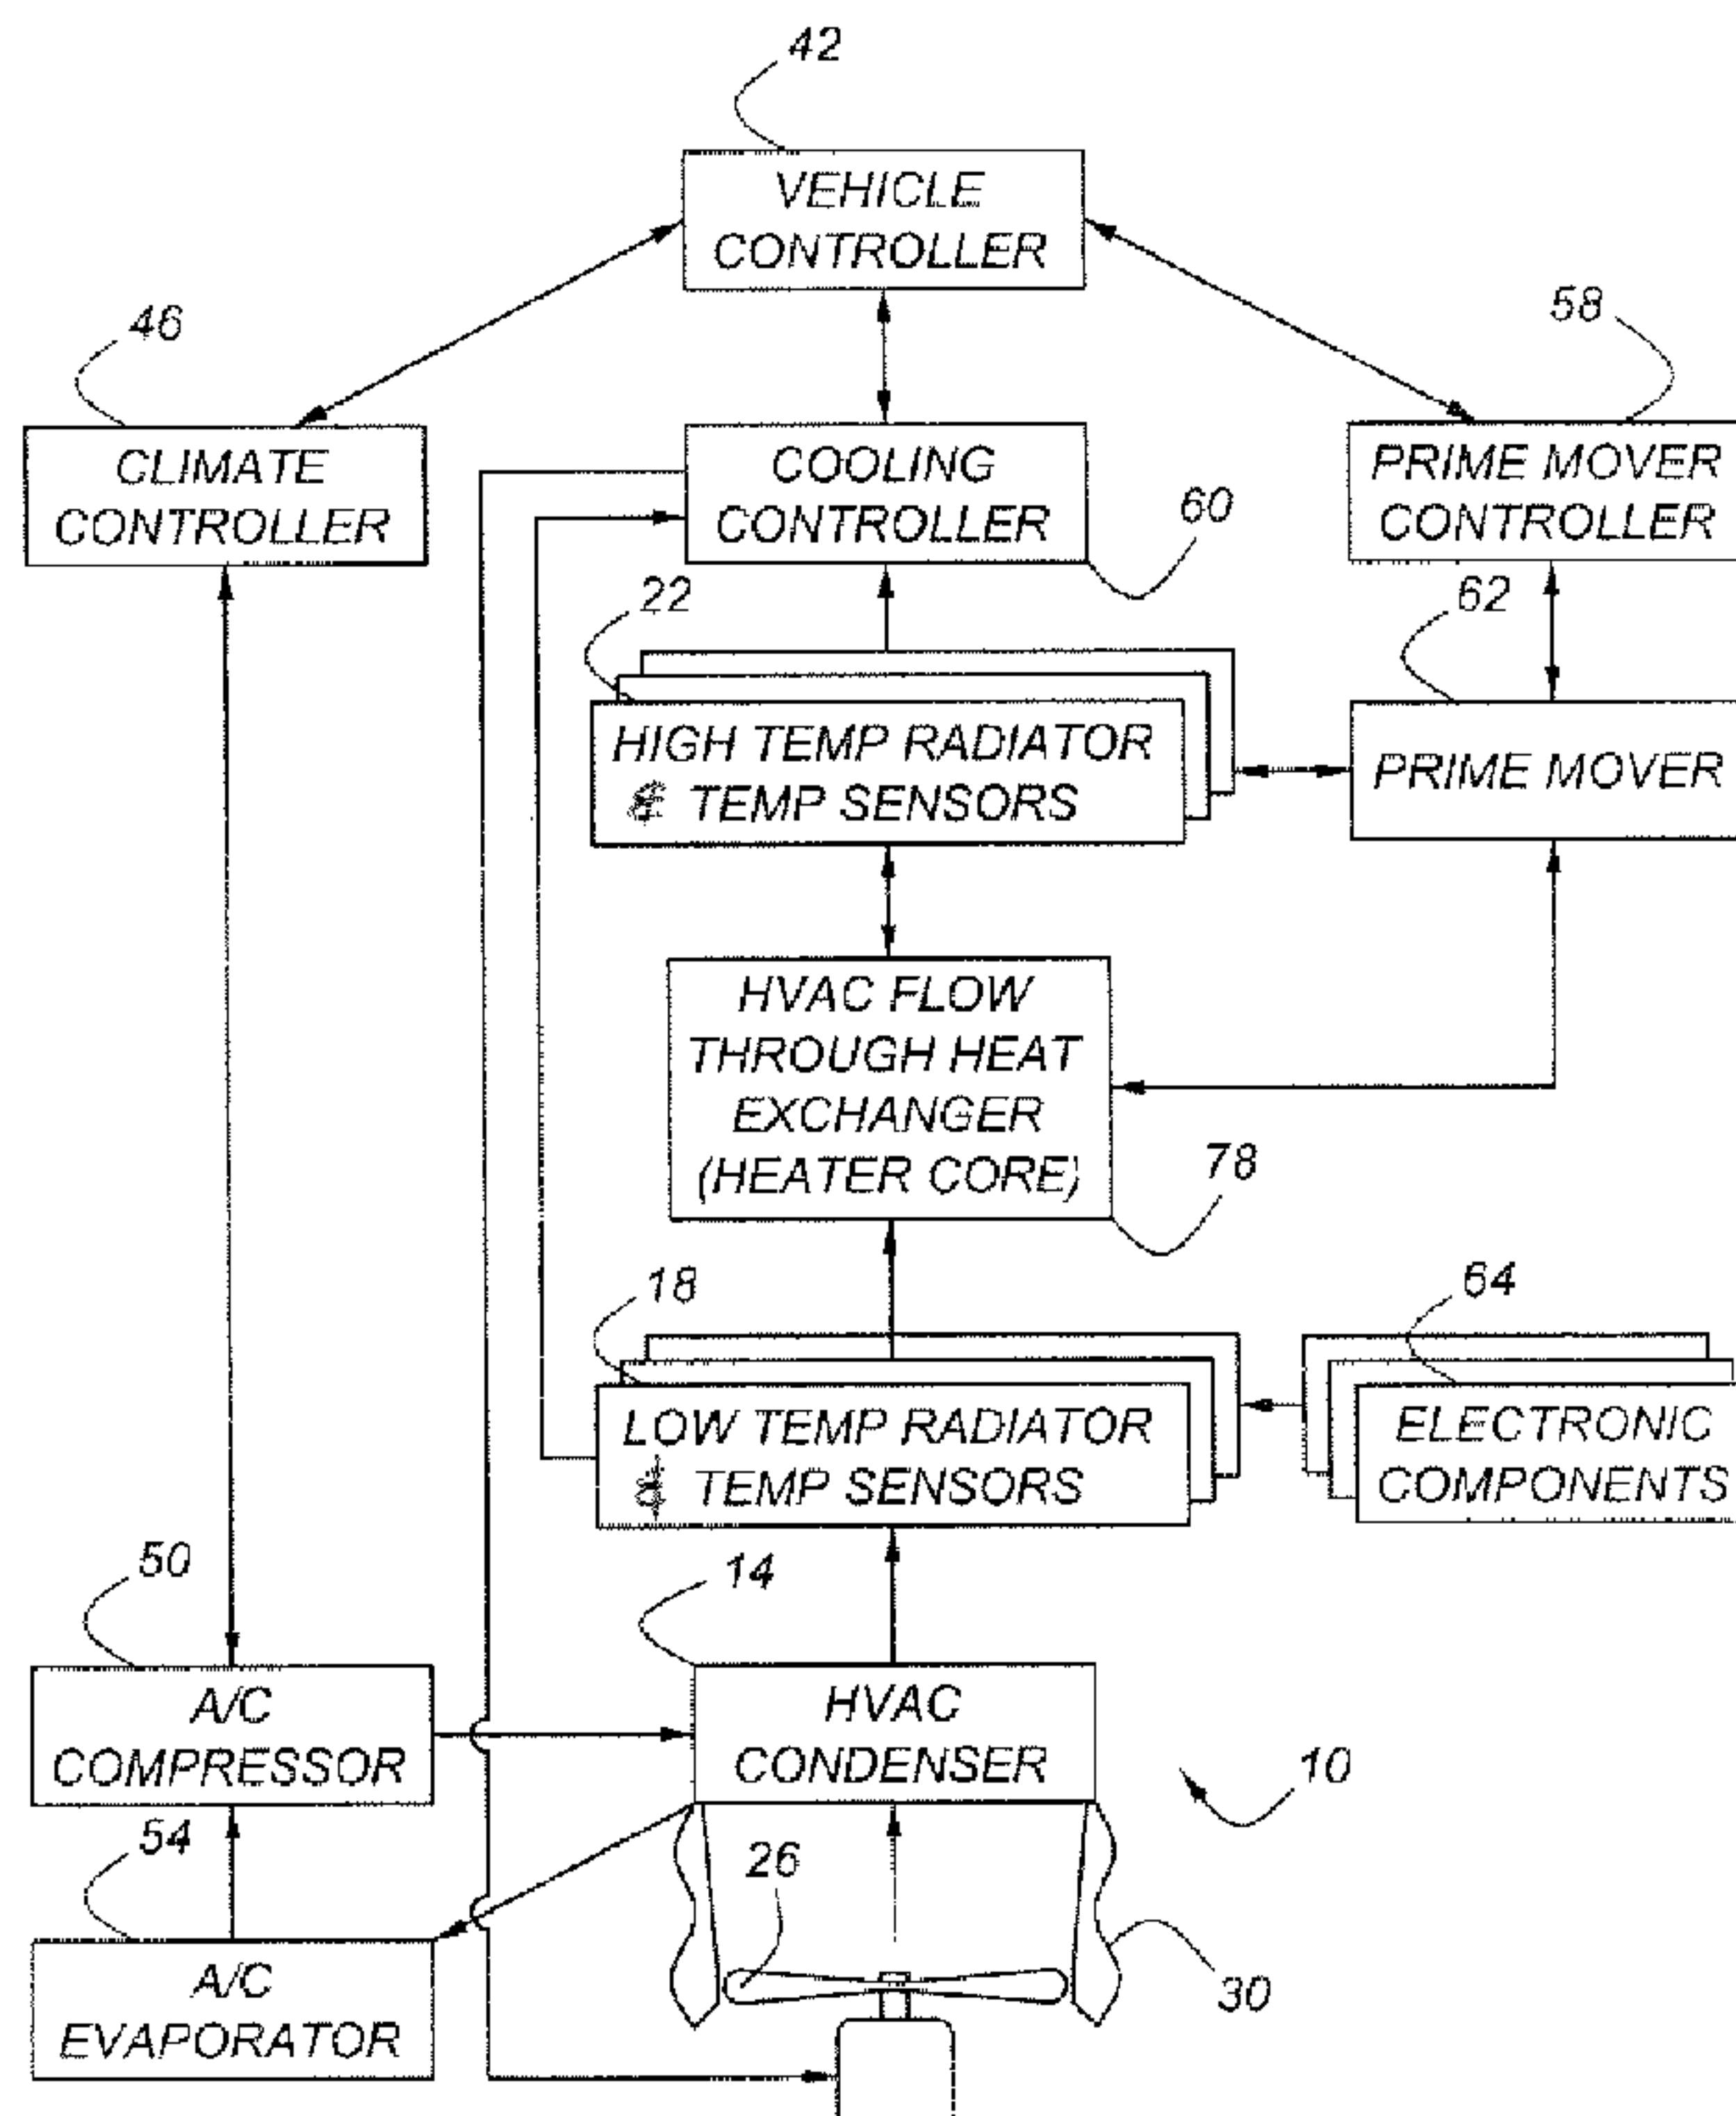 42
VEHICLE
CONTROLLER
46
58
CLIMATE
CONTROLLER
COOLING
CONTROLLER
60
PRIME MOVER
CONTROLLER
22
62
HIGH TEMP RADIATOR
& TEMP SENSORS
PRIME MOVER
HVAC FLOW
THROUGH HEAT
EXCHANGER
(HEATER CORE)
78
18
64
LOW TEMP RADIATOR
& TEMP SENSORS
ELECTRONIC
COMPONENTS
50
14
A/C
COMPRESSOR
HVAC
CONDENSER
10
54
26
A/C
EVAPORATOR
30